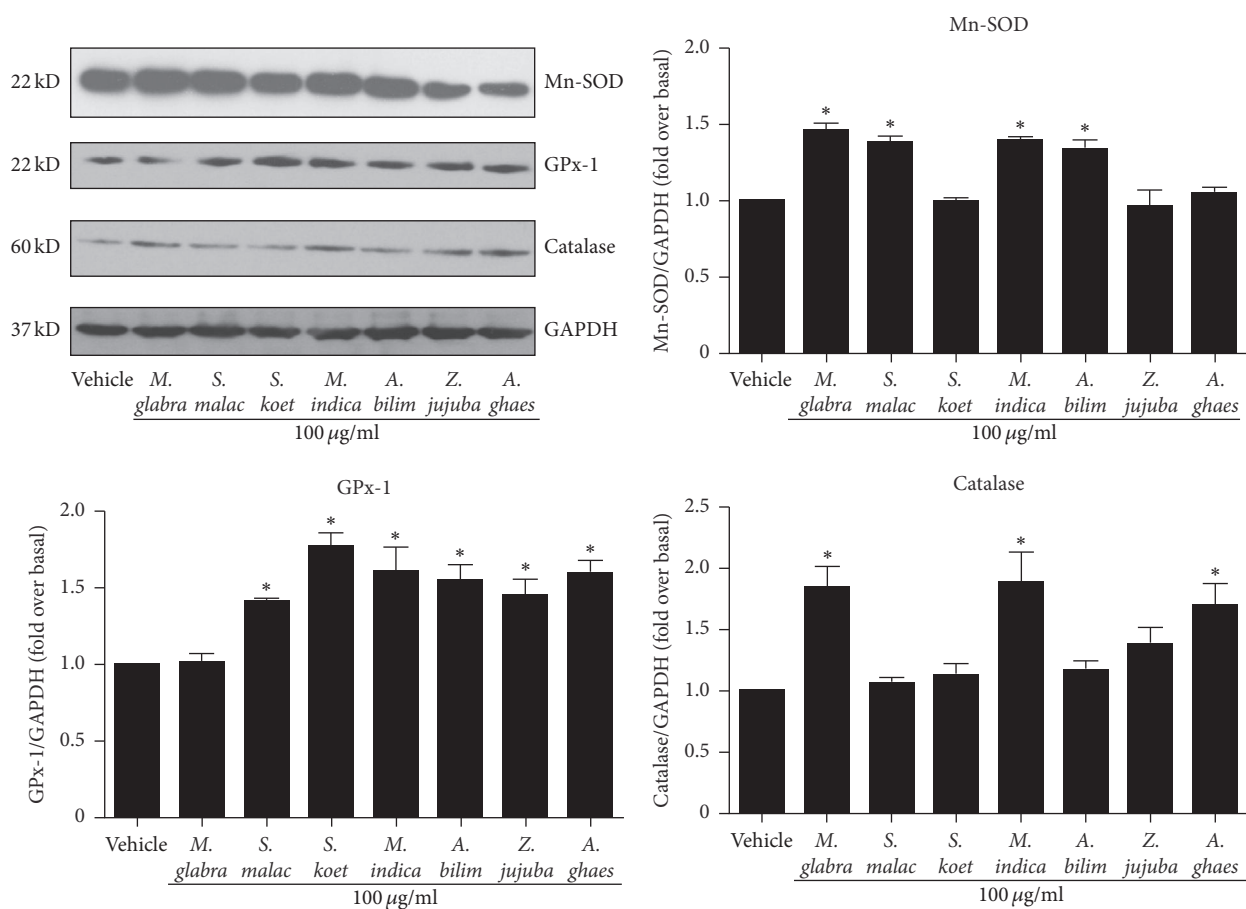 22 kD
Mn-SOD
22 kD
GPx-1
60 kD
Catalase
37 kD
GAPDH
Vehicle M. S. S. M. A. Z. A.
glabra malac koet indica bilim jujuba ghaes
100 μg/ml
Mn-SOD
Mn-SOD/GAPDH (fold over basal)
2.0
1.5
1.0
0.5
0
* * * *
Vehicle M. S. S. M. A. Z. A.
glabra malac koet indica bilim jujuba ghaes
100 μg/ml
GPx-1
GPx-1/GAPDH (fold over basal)
2.0
1.5
1.0
0.5
0
* * * * * *
Vehicle M. S. S. M. A. Z. A.
glabra malac koet indica bilim jujuba ghaes
100 μg/ml
Catalase
Catalase/GAPDH (fold over basal)
2.5
2.0
1.5
1.0
0.5
0
* * *
Vehicle M. S. S. M. A. Z. A.
glabra malac koet indica bilim jujuba ghaes
100 μg/ml